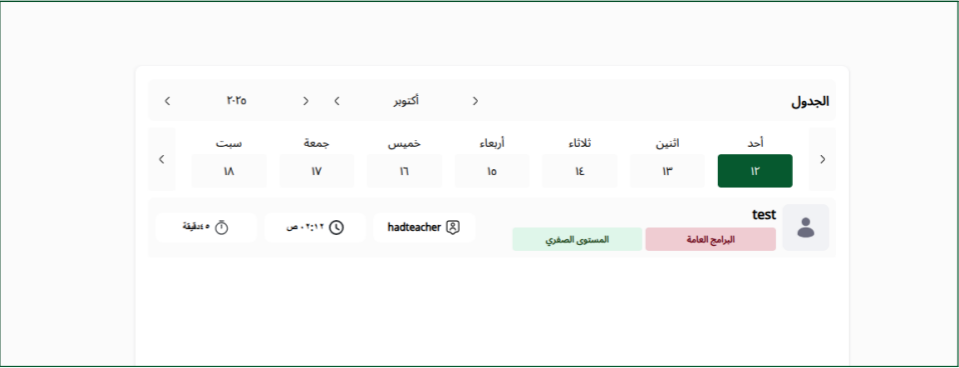 الجدول
أكتوبر
٢٠٢٥
أحد اثنين ثلاثاء أربعاء خميس جمعة سبت
١٢ ١٣ ١٤ ١٥ ١٦ ١٧ ١٨
test
البرامج العامة المستوى الصفري
hadteacher
٠٢:١٢ ص
٤٥ دقيقة